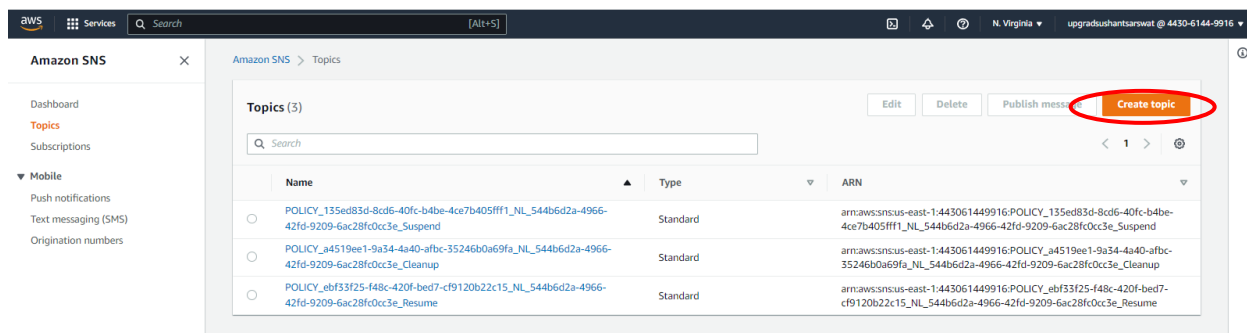 aws Services Search [Alt+S] N. Virginia ▼ upgradsushantsarswat @ 4430-6144-9916 ▼
Amazon SNS
Amazon SNS > Topics
Dashboard
Topics
Subscriptions
▼ Mobile
Push notifications
Text messaging (SMS)
Origination numbers
Topics (3)
Edit Delete Publish message Create topic
Search
< 1 >
Name Type ARN
POLICY_135ed83d-8cd6-40fc-b4be-4ce7b405fff1_NL_544b6d2a-4966-
42fd-9209-6ac28fc0cc3e_Suspend
Standard
arn:aws:sns:us-east-1:443061449916:POLICY_135ed83d-8cd6-40fc-b4be-
4ce7b405fff1_NL_544b6d2a-4966-42fd-9209-6ac28fc0cc3e_Suspend
POLICY_a4519ee1-9a34-4a40-afbc-35246b0a69fa_NL_544b6d2a-4966-
42fd-9209-6ac28fc0cc3e_Cleanup
Standard
arn:aws:sns:us-east-1:443061449916:POLICY_a4519ee1-9a34-4a40-afbc-
35246b0a69fa_NL_544b6d2a-4966-42fd-9209-6ac28fc0cc3e_Cleanup
POLICY_ebf33f25-f48c-420f-bed7-cf9120b22c15_NL_544b6d2a-4966-
42fd-9209-6ac28fc0cc3e_Resume
Standard
arn:aws:sns:us-east-1:443061449916:POLICY_ebf33f25-f48c-420f-bed7-
cf9120b22c15_NL_544b6d2a-4966-42fd-9209-6ac28fc0cc3e_Resume